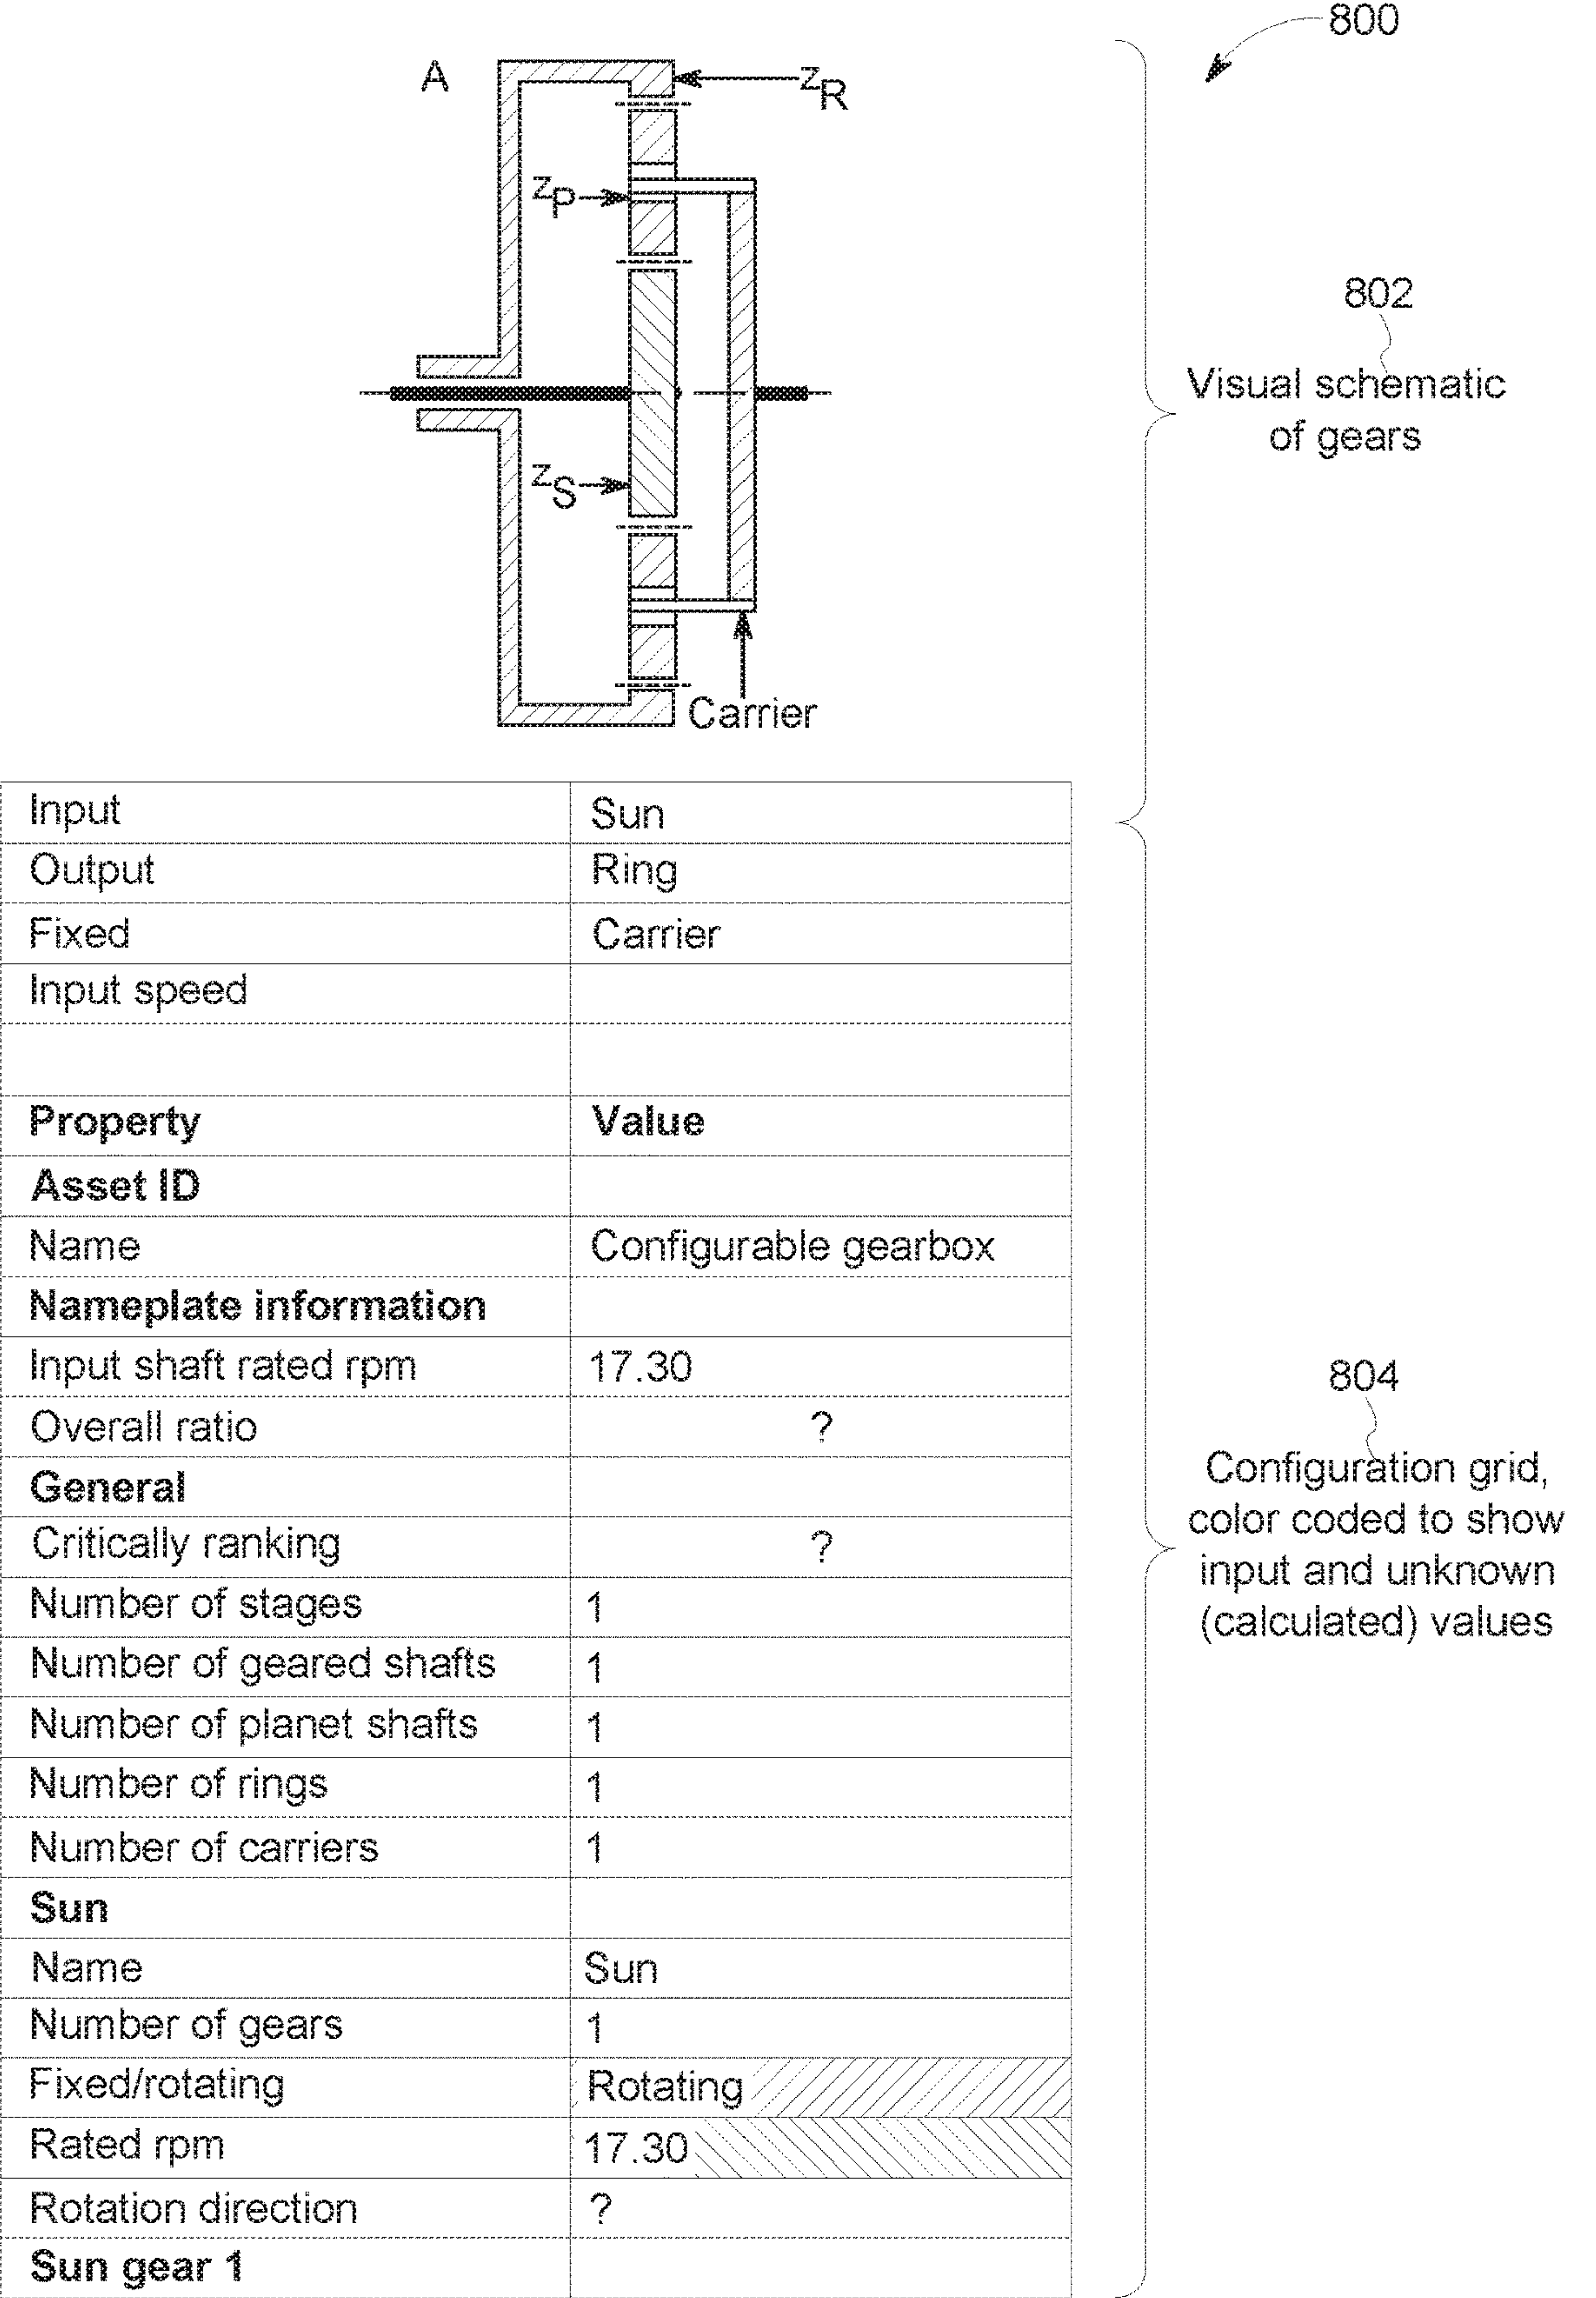 800
A
zR
zP
802
Visual schematic
of gears
zS
Carrier
Input Sun
Output Ring
Fixed Carrier
Input speed
Property Value
Asset ID
Name Configurable gearbox
Nameplate information
Input shaft rated rpm 17.30
Overall ratio ?
General
Critically ranking ?
Number of stages 1
Number of geared shafts 1
Number of planet shafts 1
Number of rings 1
Number of carriers 1
Sun
Name Sun
Number of gears 1
Fixed/rotating Rotating
Rated rpm 17.30
Rotation direction ?
Sun gear 1
804
Configuration grid,
color coded to show
input and unknown
(calculated) values